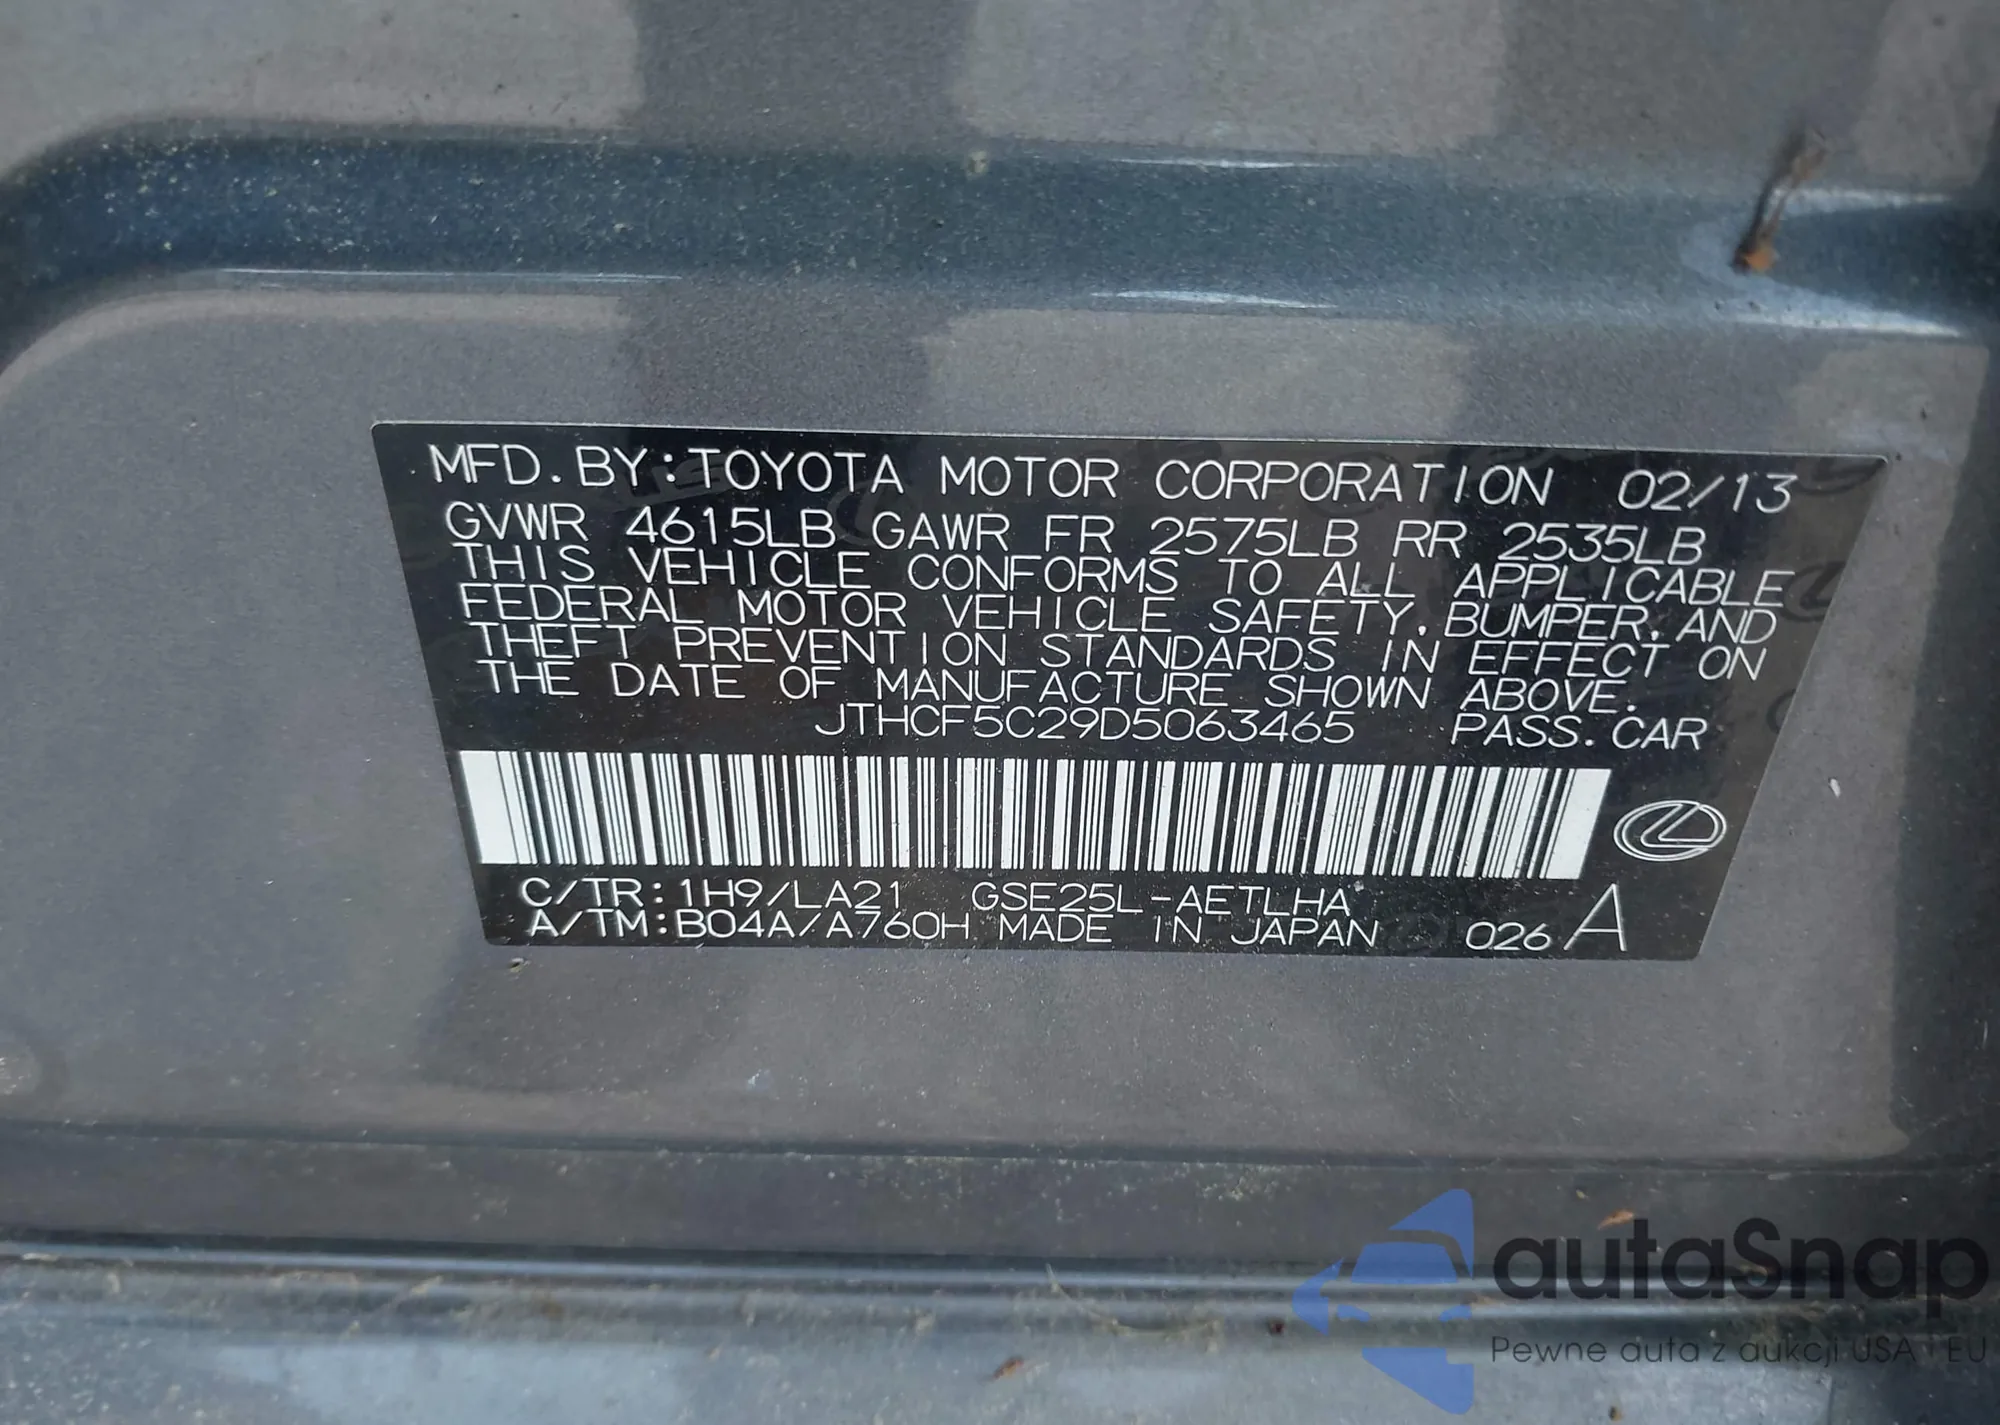 MFD. BY: TOYOTA MOTOR CORPORATION 02/13
GVWR 4615LB GAWR FR 2575LB RR 2535LB
THIS VEHICLE CONFORMS TO ALL APPLICABLE
FEDERAL MOTOR VEHICLE SAFETY, BUMPER, AND
THEFT PREVENTION STANDARDS IN EFFECT ON
THE DATE OF MANUFACTURE SHOWN ABOVE.
JTHCF5C29D5063465 PASS. CAR
C/TR: 1H9/LA21 GSE25L-AETLHA
A/TM: B04A/A760H MADE IN JAPAN 026 A
autaSnap
Pewne auta z aukcji USA i EU